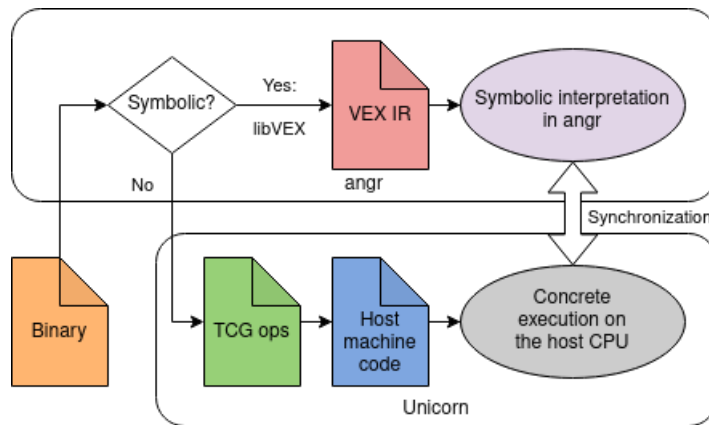 Symbolic?
Yes:
libVEX
VEX IR
Symbolic interpretation
in angr
No
angr
Synchronization
Binary
TCG ops
Host
machine
code
Concrete
execution on
the host CPU
Unicorn